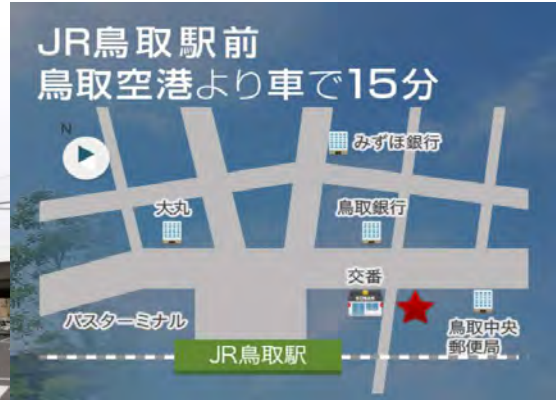 JR鳥取駅前
鳥取空港より車で15分
N
みずほ銀行
大丸
鳥取銀行
交番
KOBAN
バスターミナル
鳥取中央
郵便局
JR鳥取駅